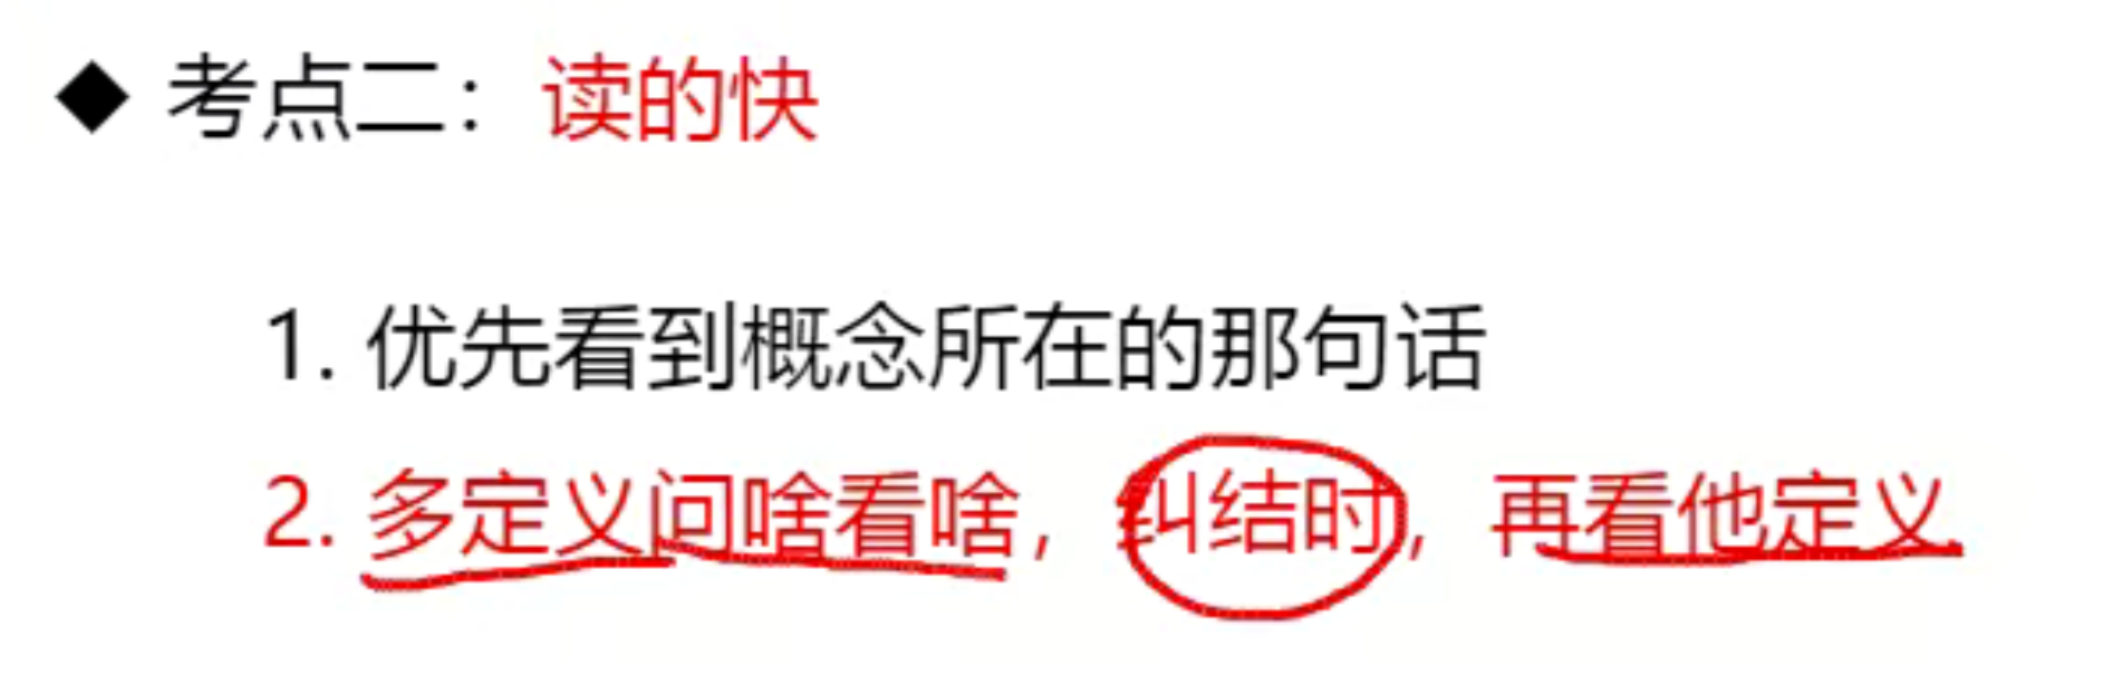 ◆ 考点二：读的快
1. 优先看到概念所在的那句话
2. 多定义问啥看啥，纠结时，再看他定义